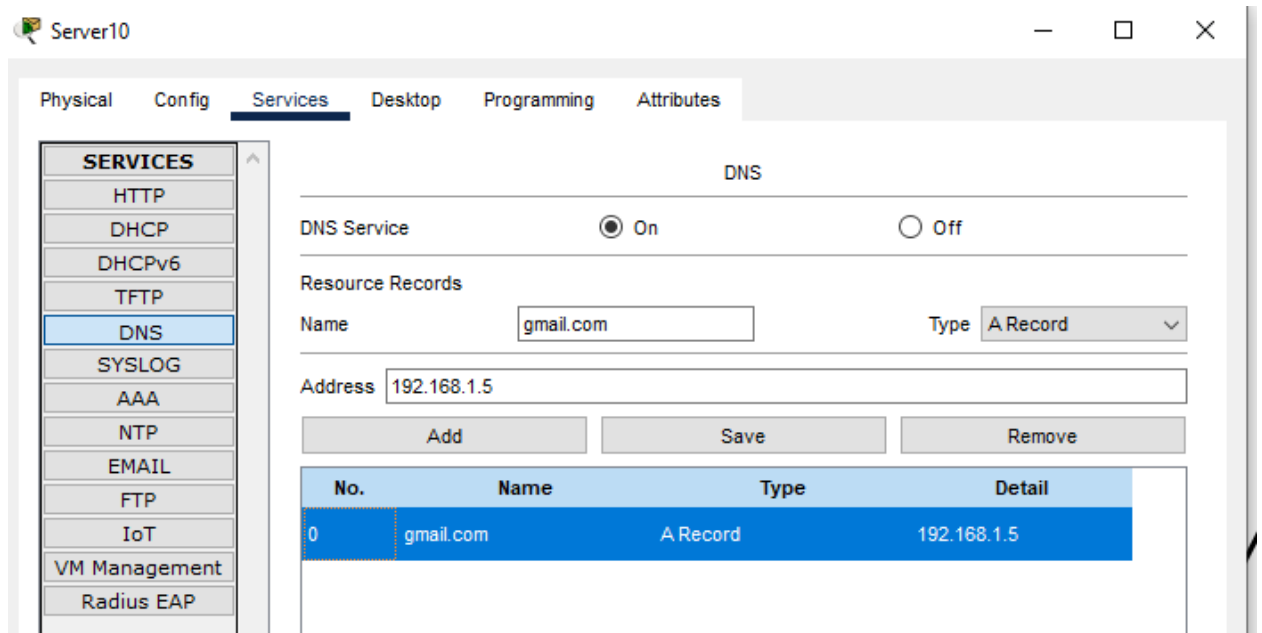 Server10
Physical Config Services Desktop Programming Attributes
SERVICES
HTTP
DHCP
DHCPv6
TFTP
DNS
SYSLOG
AAA
NTP
EMAIL
FTP
IoT
VM Management
Radius EAP
DNS
DNS Service On Off
Resource Records
Name gmail.com Type A Record
Address 192.168.1.5
Add Save Remove
No. Name Type Detail
0 gmail.com A Record 192.168.1.5